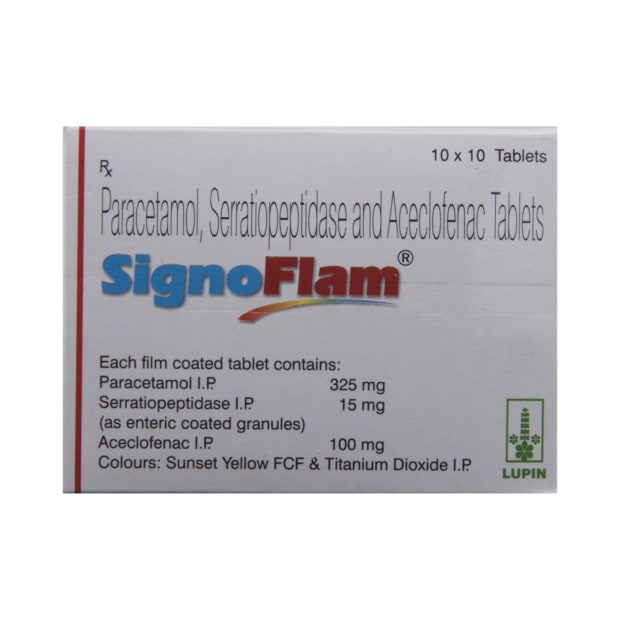 10 x 10 Tablets
Rx
Paracetamol, Serratiopeptidase and Aceclofenac Tablets
SignoFlam®
Each film coated tablet contains:
Paracetamol I.P. 325 mg
Serratiopeptidase I.P. 15 mg
(as enteric coated granules)
Aceclofenac I.P. 100 mg
Colours: Sunset Yellow FCF & Titanium Dioxide I.P.
LUPIN